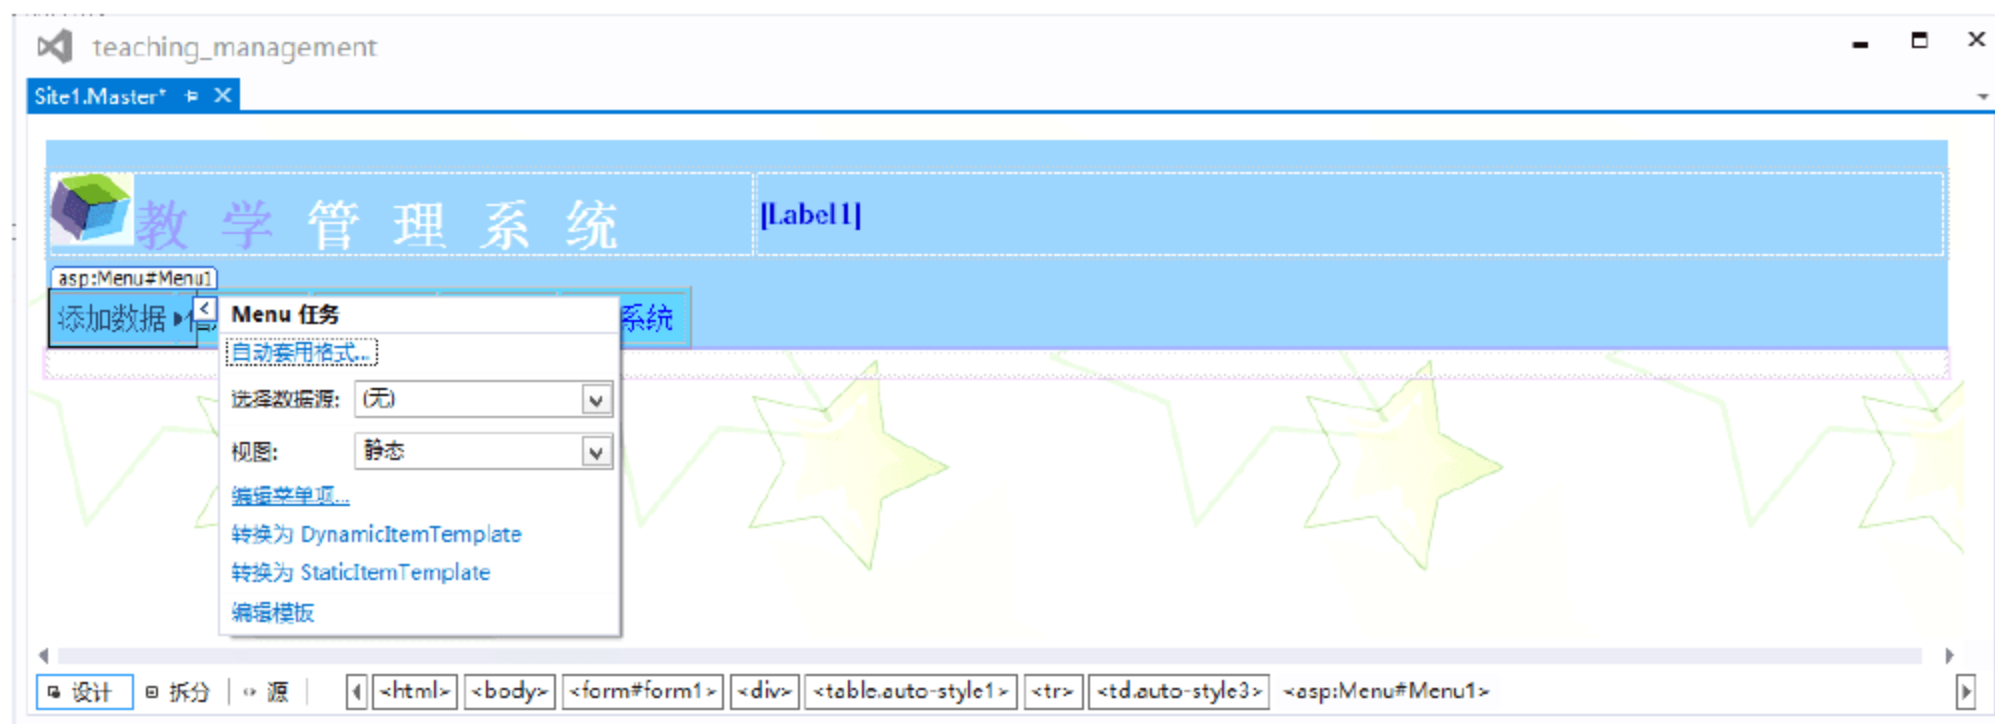 teaching_management
Site1.Master*
教 学 管 理 系 统
[Label1]
asp:Menu#Menu1
添加数据
系统
Menu 任务
自动套用格式...
选择数据源: (无)
视图: 静态
编辑菜单项...
转换为 DynamicItemTemplate
转换为 StaticItemTemplate
编辑模板
设计 拆分 源 <html> <body> <form#form1> <div> <table.auto-style1> <tr> <td.auto-style3> <asp:Menu#Menu1>